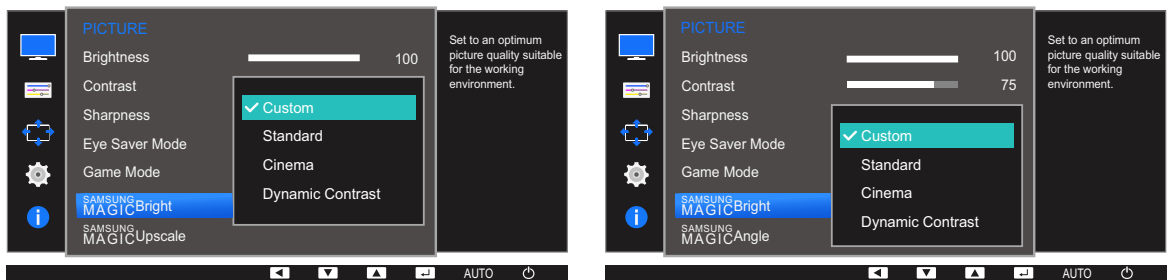 PICTURE
Brightness 100
Contrast
Sharpness
Eye Saver Mode
Game Mode
SAMSUNG
MAGICBright
SAMSUNG
MAGICUpscale
Custom
Standard
Cinema
Dynamic Contrast
Set to an optimum
picture quality suitable
for the working
environment.
AUTO
PICTURE
Brightness 100
Contrast 75
Sharpness
Eye Saver Mode
Game Mode
SAMSUNG
MAGICBright
SAMSUNG
MAGICAngle
Custom
Standard
Cinema
Dynamic Contrast
Set to an optimum
picture quality suitable
for the working
environment.
AUTO